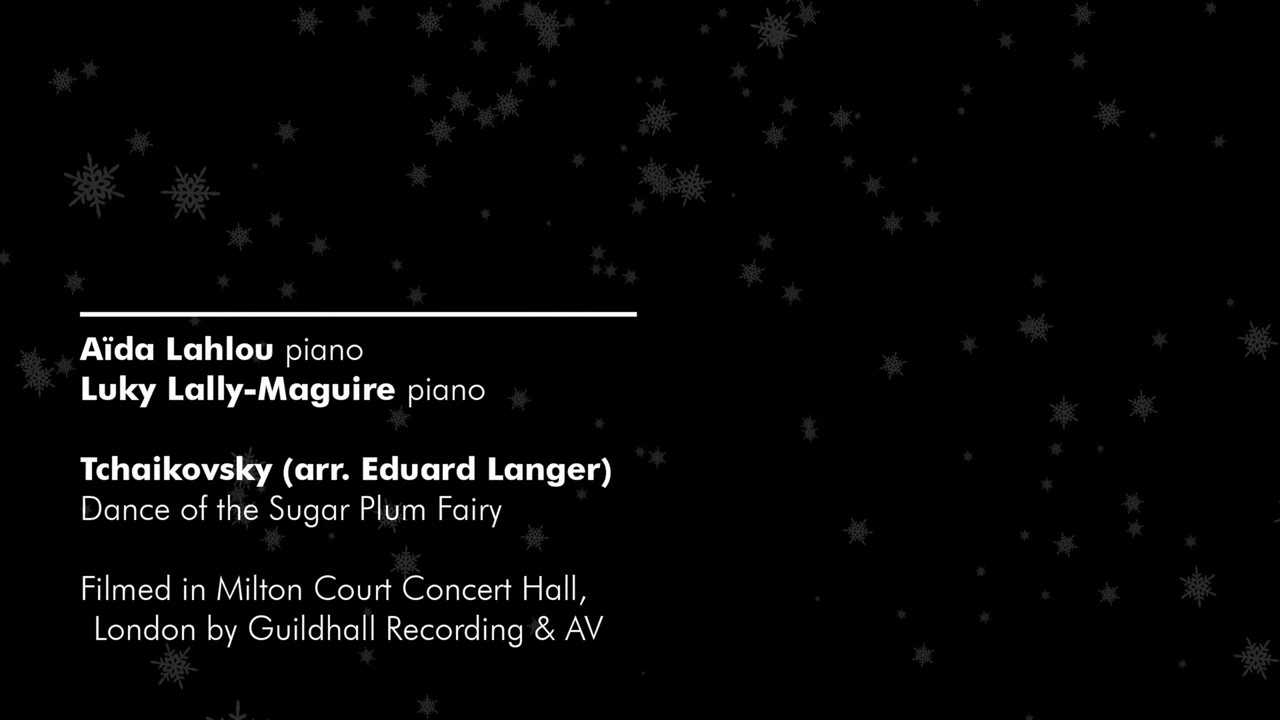 Aïda Lahlou piano
Luky Lally-Maguire piano
Tchaikovsky (arr. Eduard Langer)
Dance of the Sugar Plum Fairy
Filmed in Milton Court Concert Hall,
London by Guildhall Recording & AV